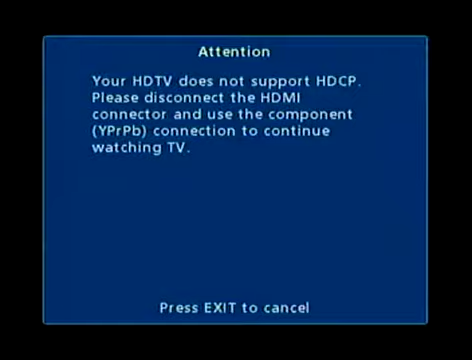 Attention
Your HDTV does not support HDCP.
Please disconnect the HDMI
connector and use the component
(YPrPb) connection to continue
watching TV.
Press EXIT to cancel